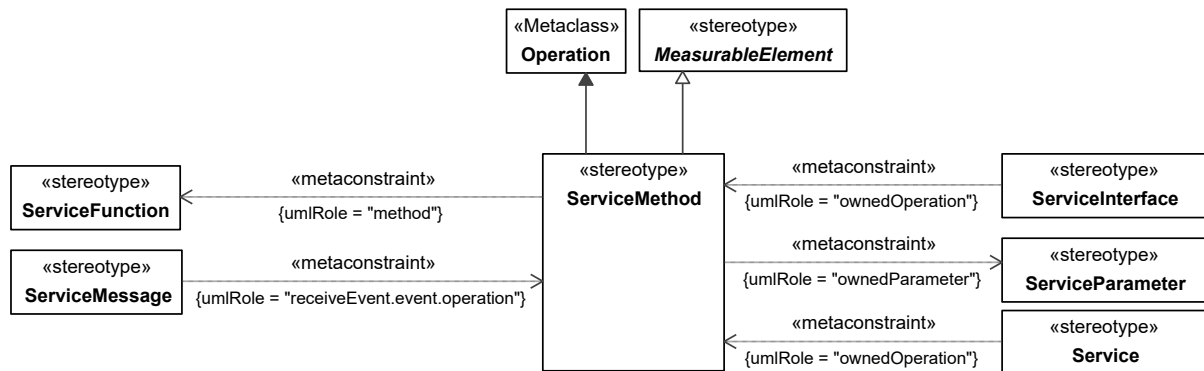 «Metaclass»
Operation
«stereotype»
MeasurableElement
«stereotype»
ServiceMethod
«stereotype»
ServiceFunction
«metaconstraint»
{umlRole = "method"}
«stereotype»
ServiceMessage
«metaconstraint»
{umlRole = "receiveEvent.event.operation"}
«metaconstraint»
{umlRole = "ownedOperation"}
«stereotype»
ServiceInterface
«metaconstraint»
{umlRole = "ownedParameter"}
«stereotype»
ServiceParameter
«metaconstraint»
{umlRole = "ownedOperation"}
«stereotype»
Service